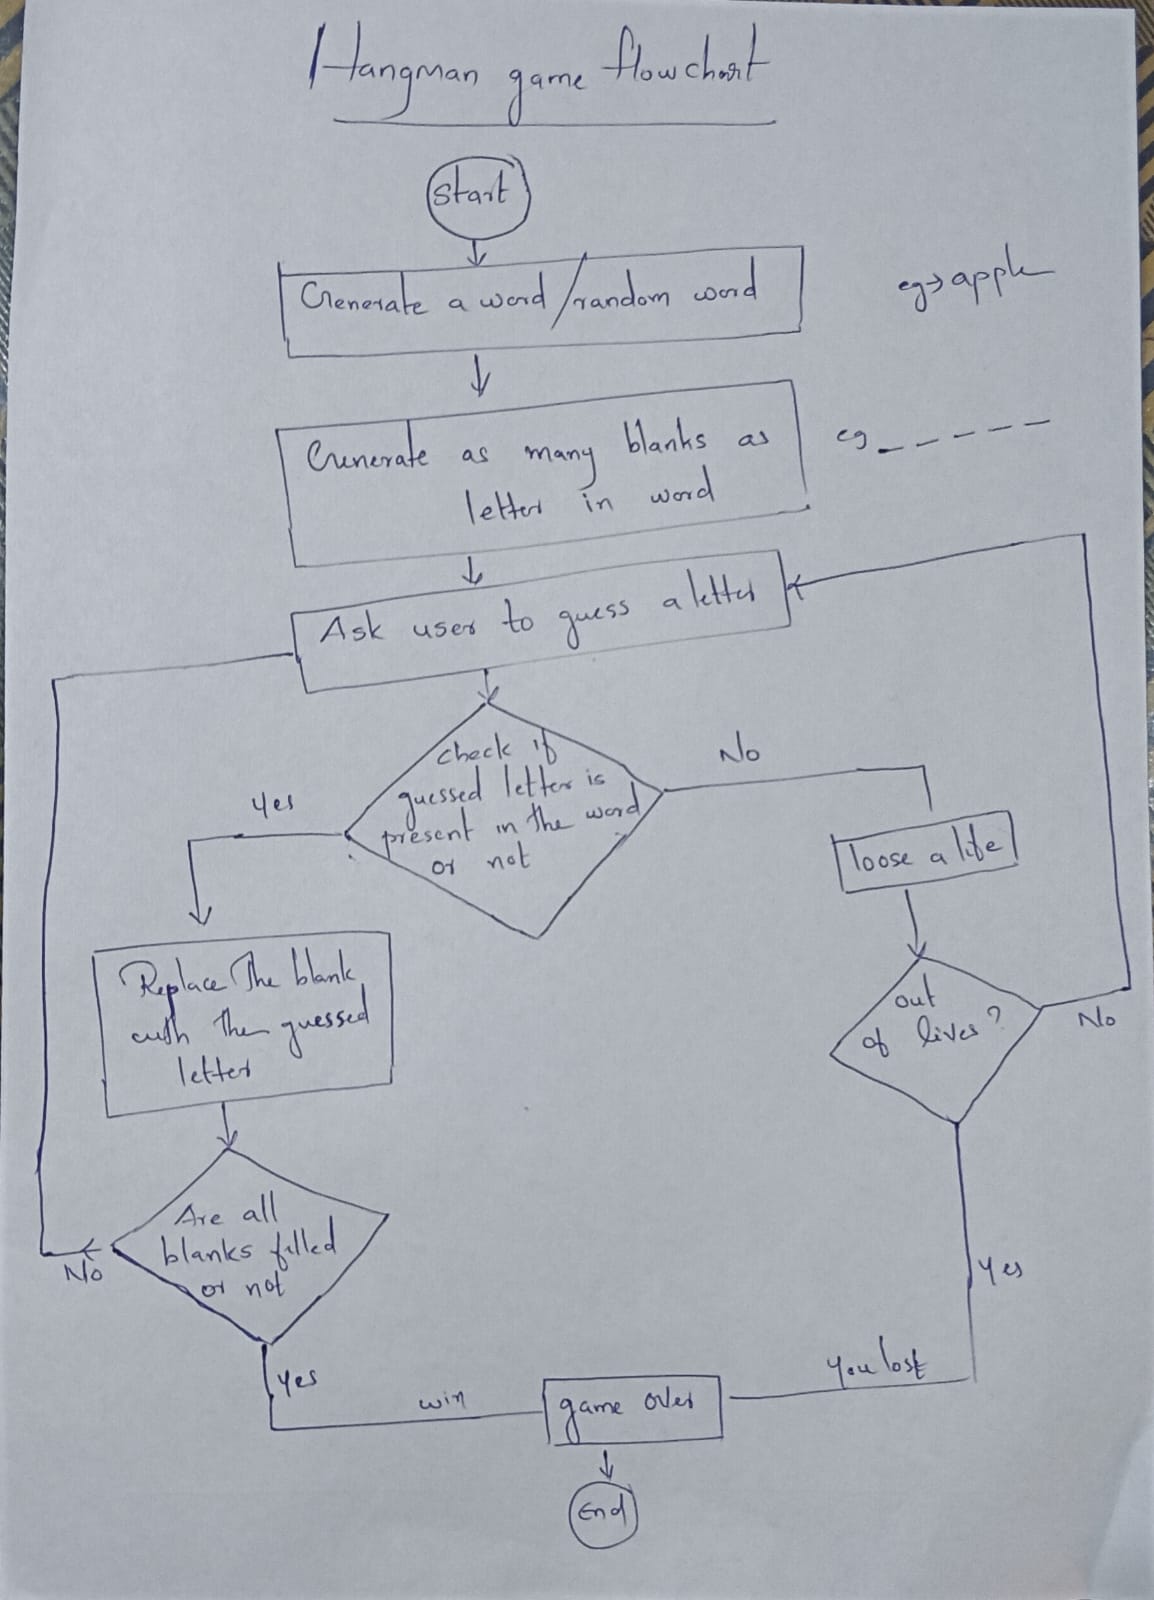 Hangman game flowchart
Start
Generate a word/random word
eg→ apple
Generate as many blanks as
letter in word
eg _ _ _ _ _
Ask user to guess a letter
check if
guessed letter is
present in the word
or not
Yes
No
loose a life
Replace The blank
with the guessed
letter
out
of lives?
No
Are all
blanks filled
or not
No
Yes
Yes
win
game over
You lost
End